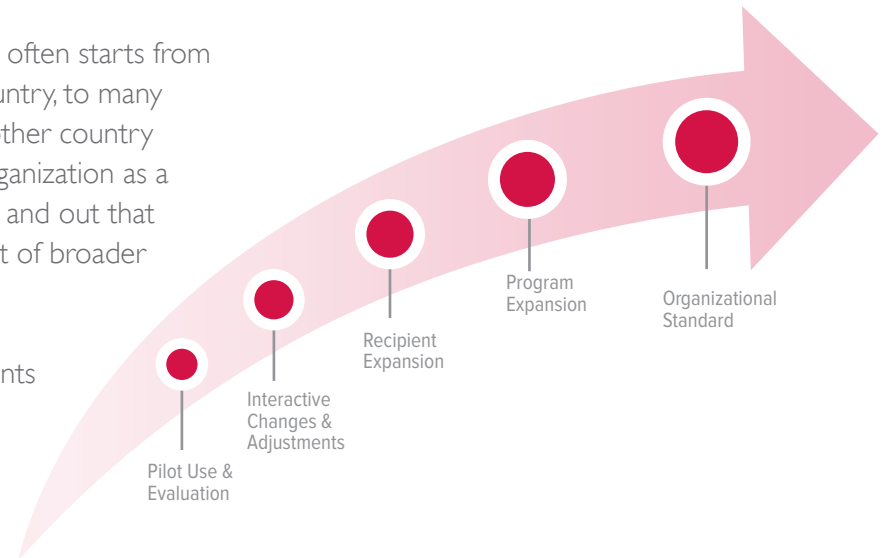 often starts from
untry, to many
other country
ganization as a
and out that
t of broader
nts
Pilot Use &
Evaluation
Interactive
Changes &
Adjustments
Recipient
Expansion
Program
Expansion
Organizational
Standard